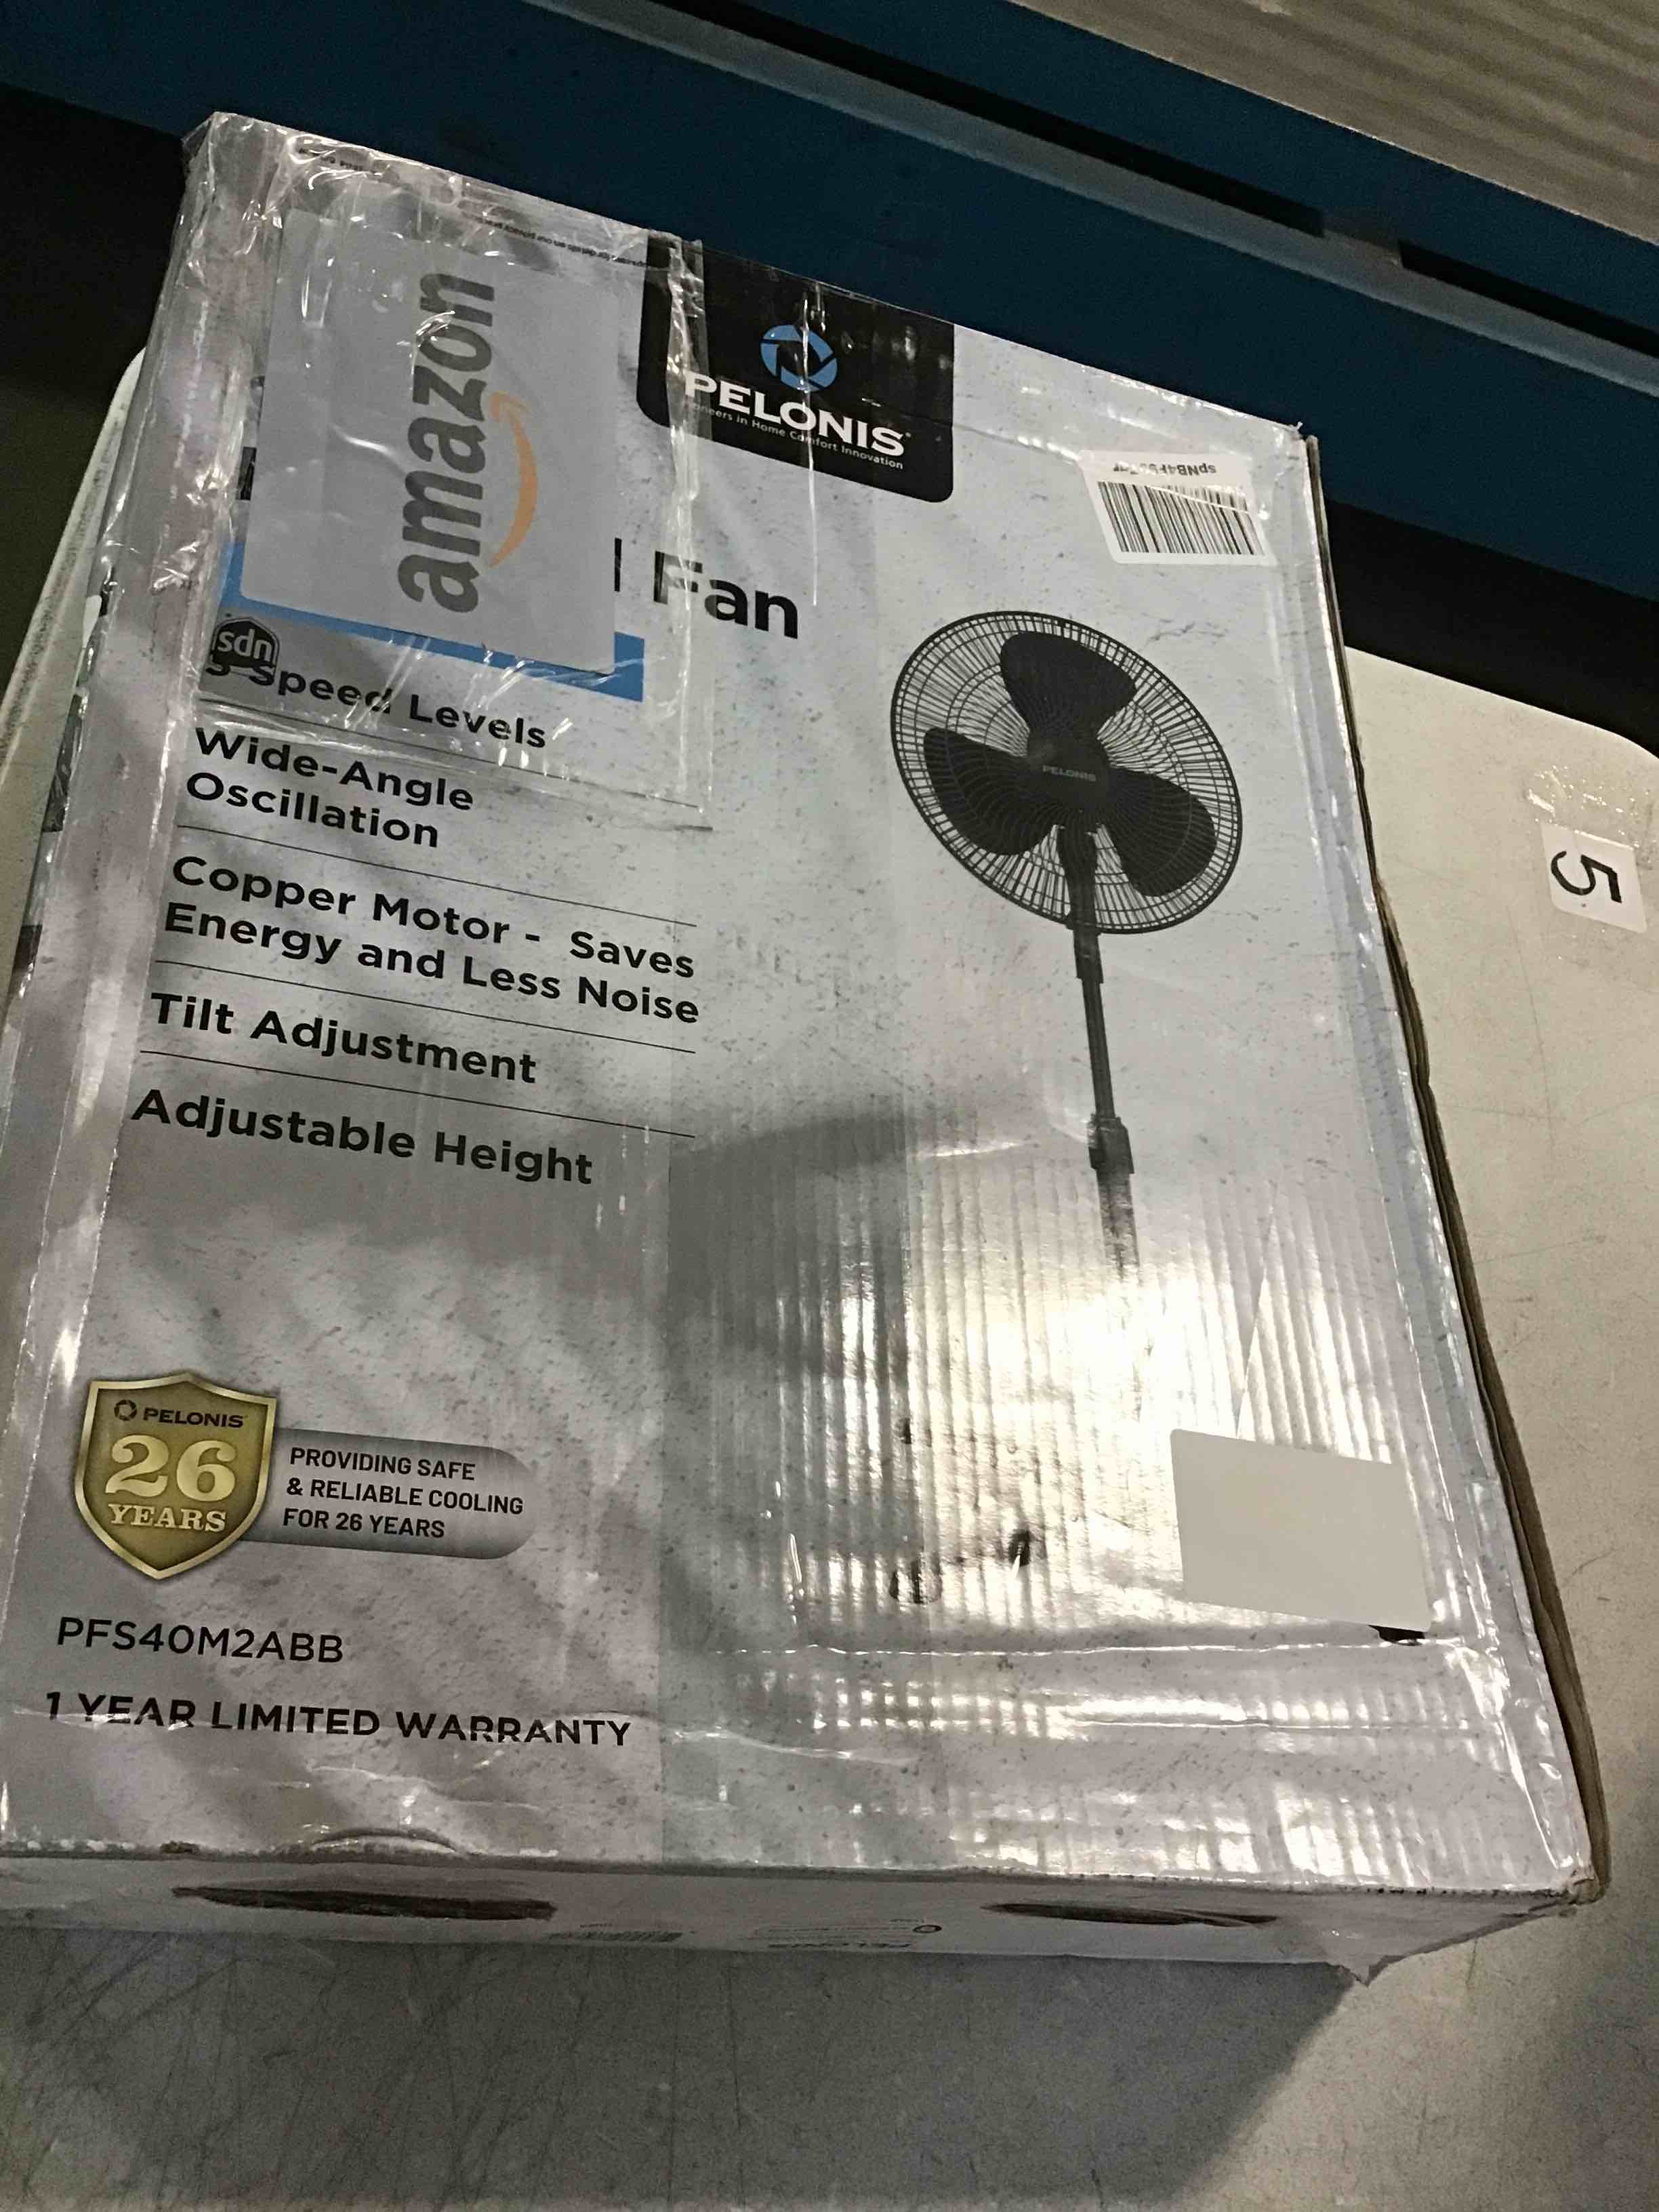 amazon
PELONIS
Pioneers in Home Comfort Innovation
Fan
sdn
Speed Levels
Wide-Angle
Oscillation
Copper Motor - Saves
Energy and Less Noise
Tilt Adjustment
Adjustable Height
PELONIS
PELONIS
26
YEARS
PROVIDING SAFE
& RELIABLE COOLING
FOR 26 YEARS
PFS40M2ABB
1 YEAR LIMITED WARRANTY
5
PELONIS